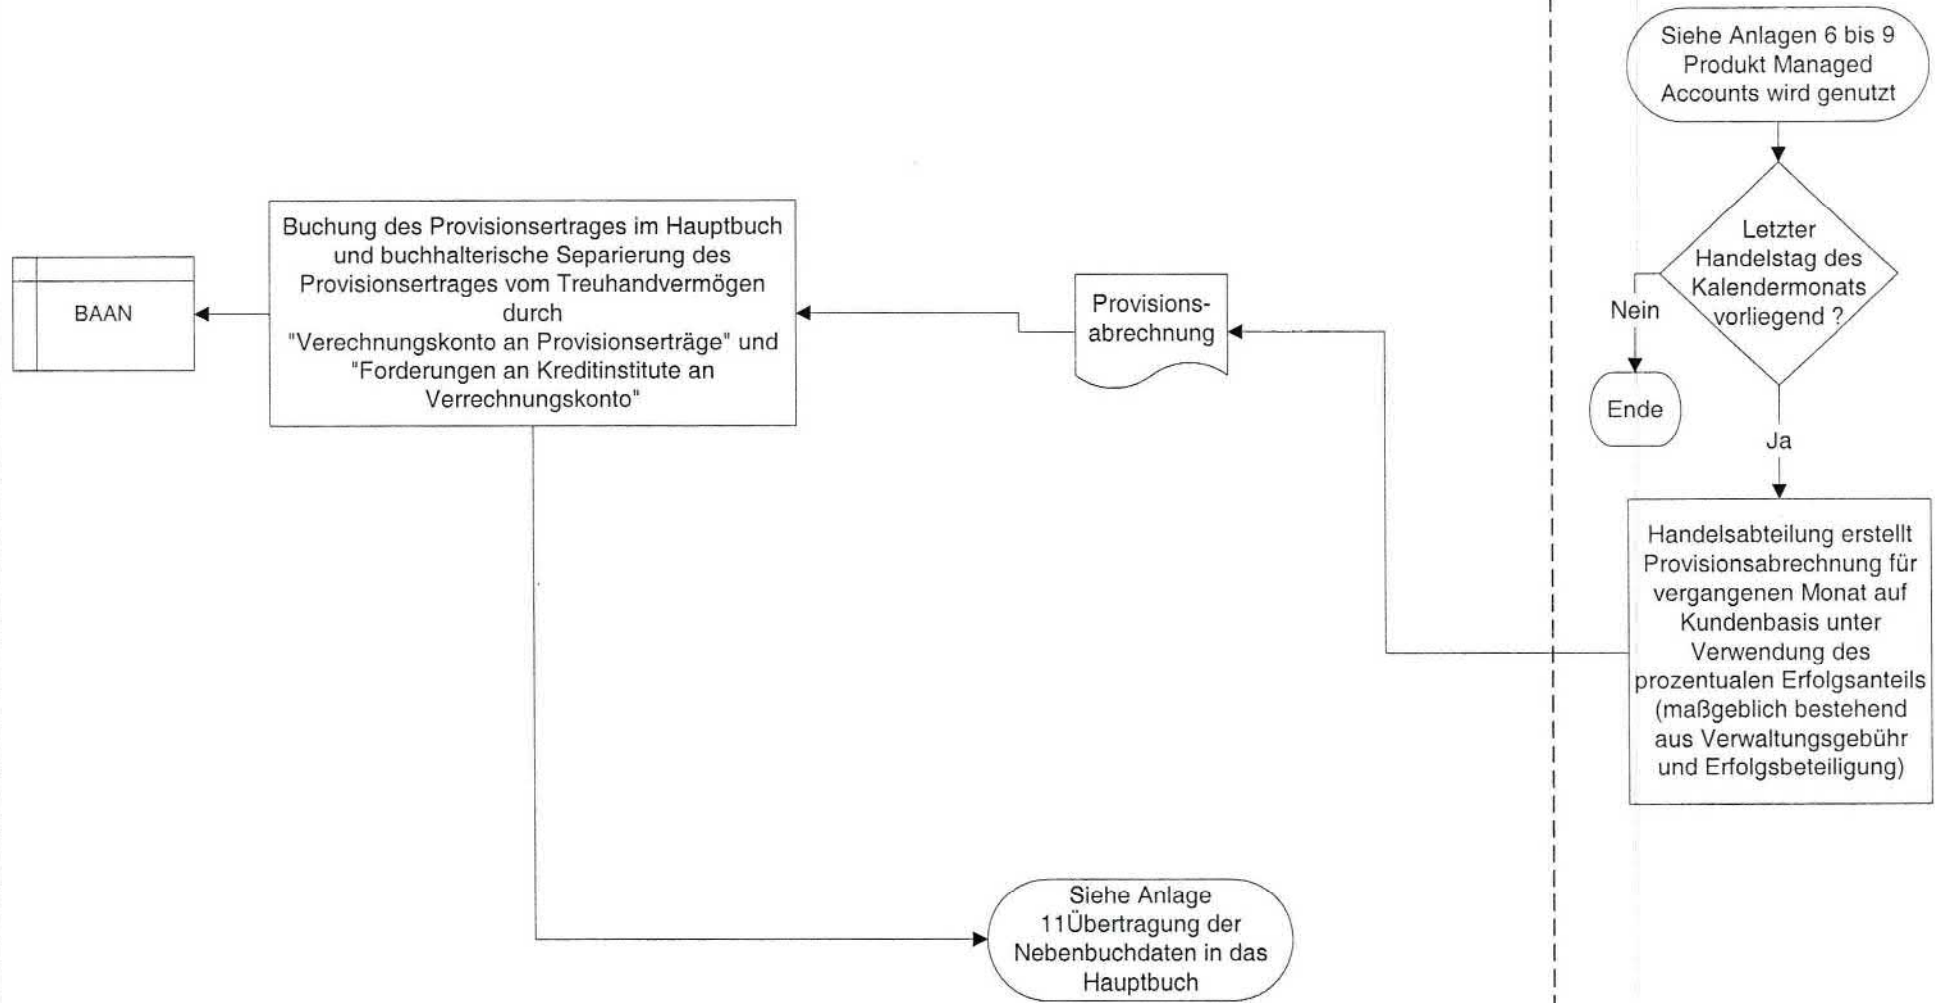 Siehe Anlagen 6 bis 9
Produkt Managed
Accounts wird genutzt
Letzter
Handelstag des
Kalendermonats
vorliegend ?
Nein
Ende
Ja
Handelsabteilung erstellt
Provisionsabrechnung für
vergangenen Monat auf
Kundenbasis unter
Verwendung des
prozentualen Erfolgsanteils
(maßgeblich bestehend
aus Verwaltungsgebühr
und Erfolgsbeteiligung)
Provisions-
abrechnung
Buchung des Provisionsertrages im Hauptbuch
und buchhalterische Separierung des
Provisionsertrages vom Treuhandvermögen
durch
"Verechnungskonto an Provisionserträge" und
"Forderungen an Kreditinstitute an
Verrechnungskonto"
BAAN
Siehe Anlage
11Übertragung der
Nebenbuchdaten in das
Hauptbuch